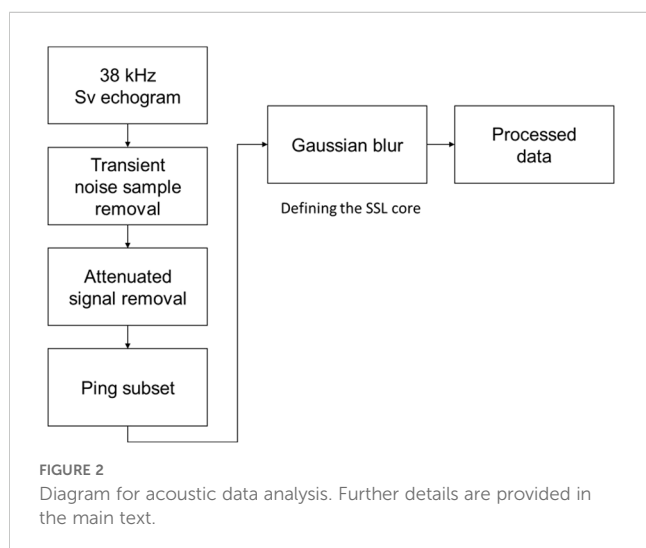 38 kHz
Sv echogram
Transient
noise sample
removal
Attenuated
signal removal
Ping subset
Gaussian blur
Defining the SSL core
Processed
data
FIGURE 2
Diagram for acoustic data analysis. Further details are provided in
the main text.